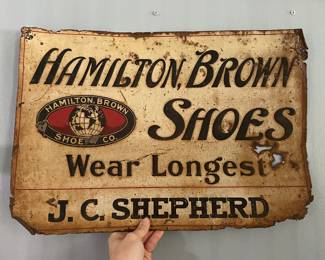 HAMILTON, BROWN
HAMILTON, BROWN
SHOE CO.
SHOES
Wear Longest
J. C. SHEPHERD